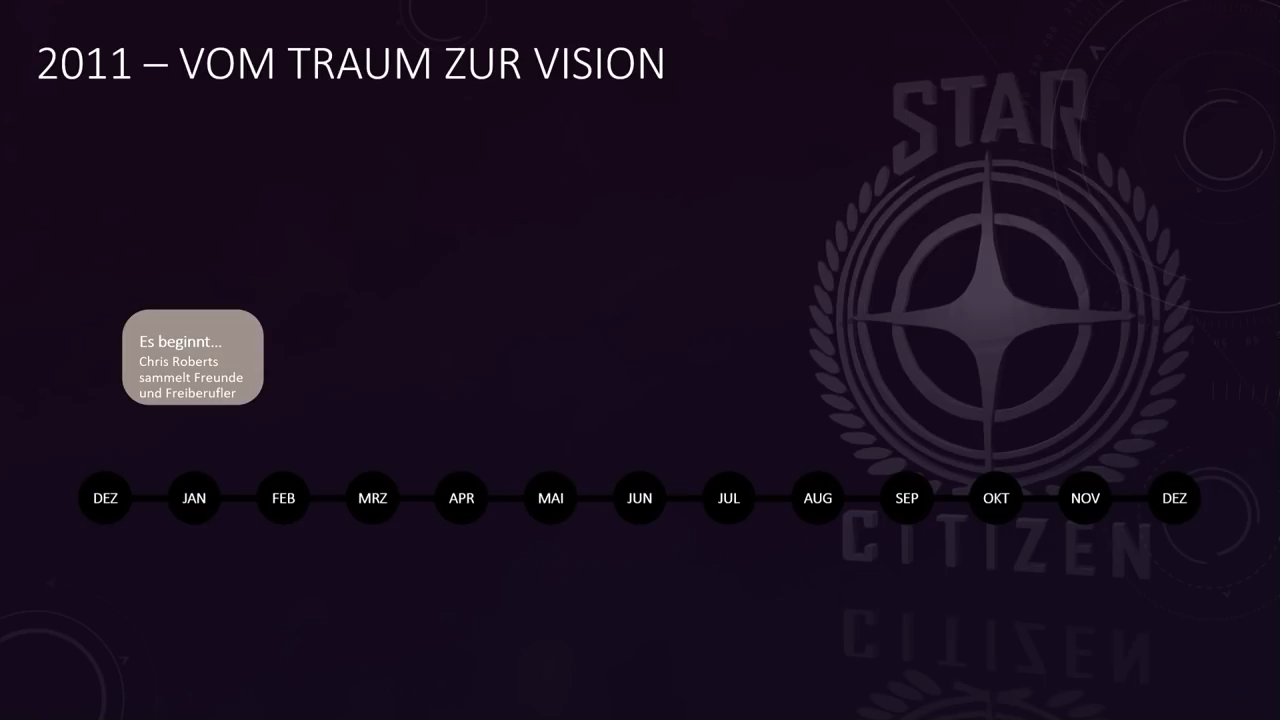 2011 – VOM TRAUM ZUR VISION
STAR
Es beginnt...
Chris Roberts
sammelt Freunde
und Freiberufler
DEZ JAN FEB MRZ APR MAI JUN JUL AUG SEP OKT NOV DEZ
CITIZEN